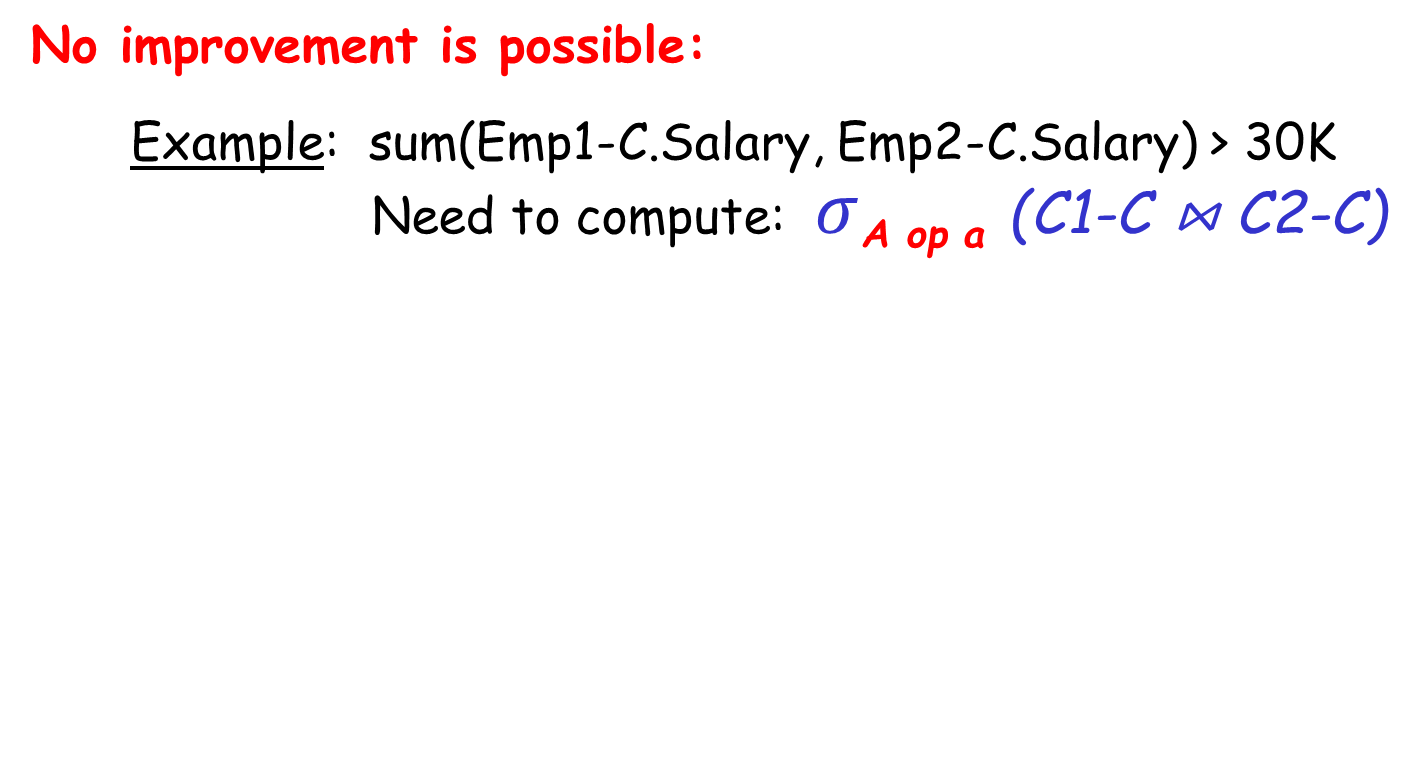 No improvement is possible:
Example: sum(Emp1-C.Salary, Emp2-C.Salary) > 30K
Need to compute: σ A op a (C1-C ⋈ C2-C)